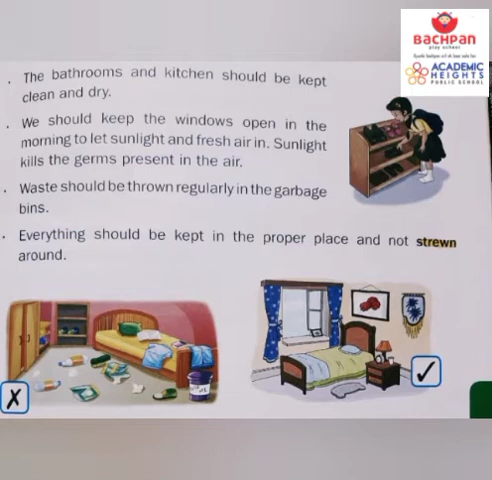 BACHPAN
play school
ACADEMIC
HEIGHTS
PUBLIC SCHOOL
. The bathrooms and kitchen should be kept
clean and dry.
. We should keep the windows open in the
morning to let sunlight and fresh air in. Sunlight
kills the germs present in the air.
. Waste should be thrown regularly in the garbage
bins.
. Everything should be kept in the proper place and not strewn
around.